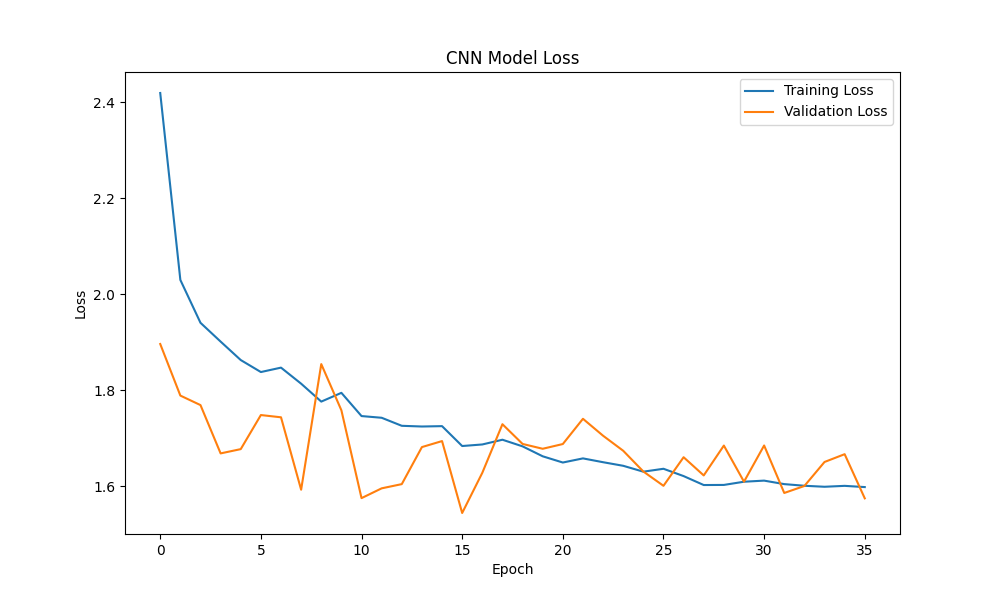 CNN Model Loss
Training Loss
Validation Loss
2.4
2.2
2.0
1.8
1.6
Loss
0 5 10 15 20 25 30 35
Epoch